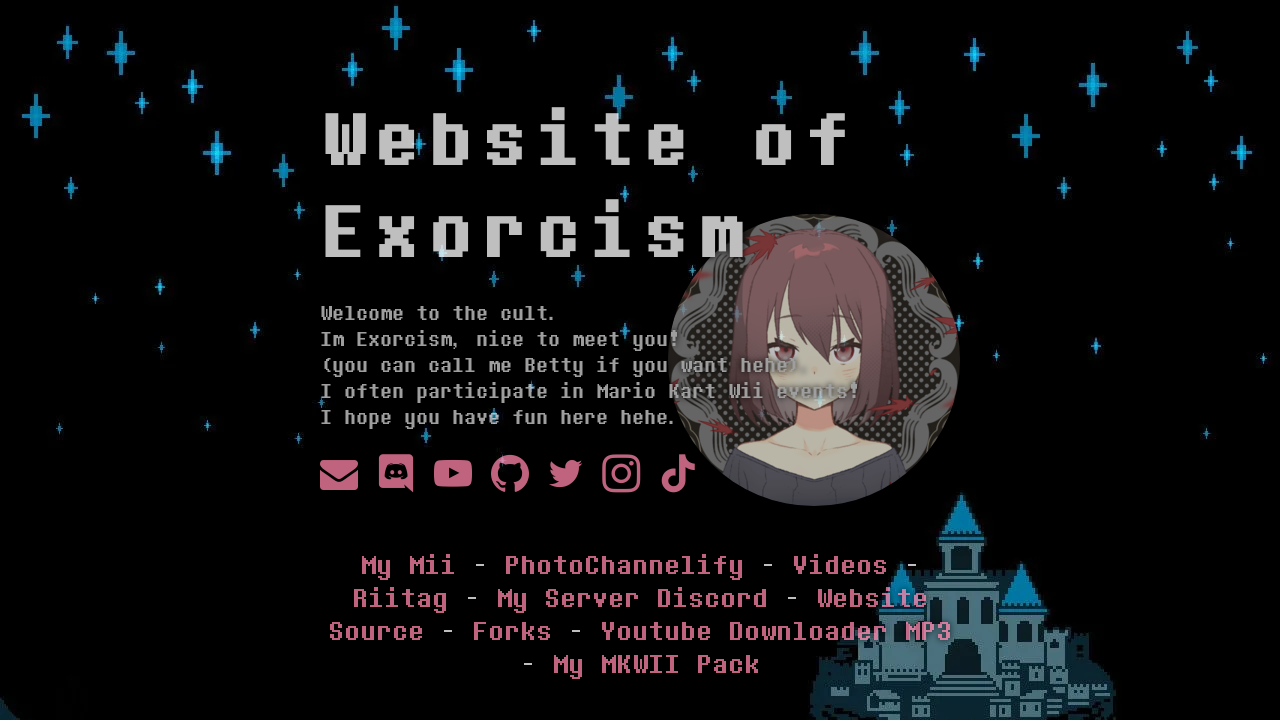 Website of
Exorcism
Welcome to the cult.
Im Exorcism, nice to meet you!
(you can call me Betty if you want hehe).
I often participate in Mario Kart Wii events!
I hope you have fun here hehe.
My Mii - PhotoChannelify - Videos -
Riitag - My Server Discord - Website
Source - Forks - Youtube Downloader MP3
- My MKWII Pack